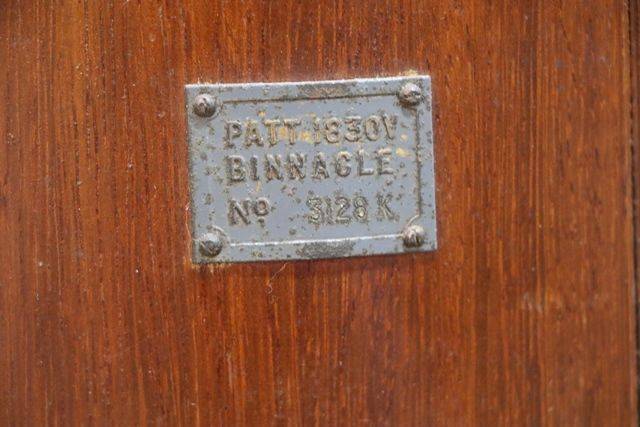 PATT 1830V
BINNACLE
No 3128 K